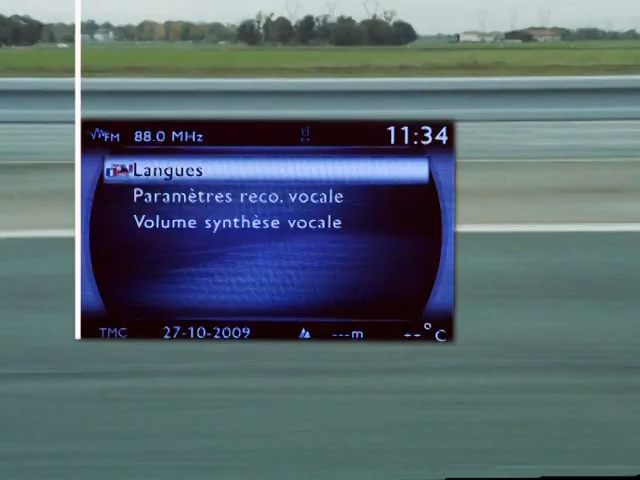 FM 88.0 MHz 11:34
Langues
Paramètres reco. vocale
Volume synthèse vocale
TMC 27-10-2009 ---m --°C